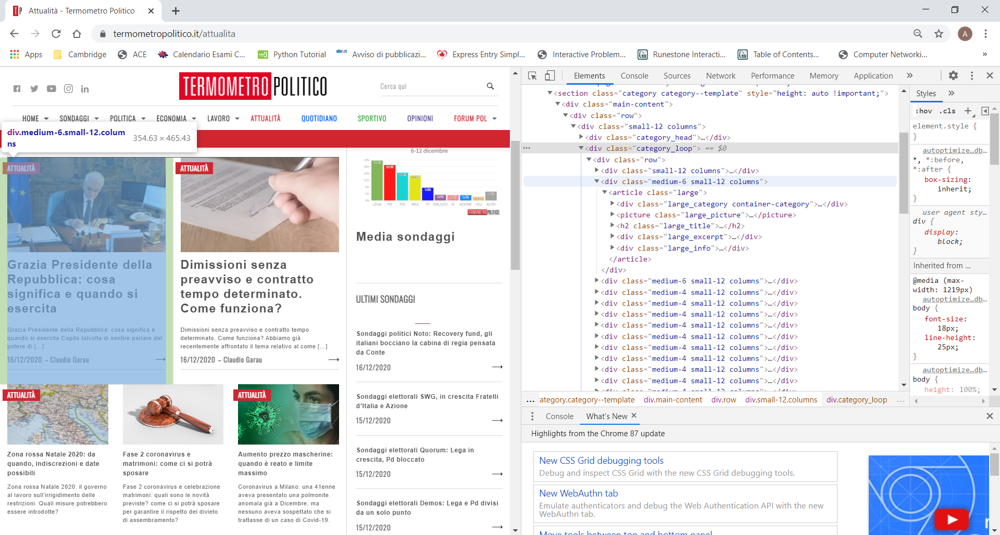 Attualità - Termometro Politico
termometropolitico.it/attualita
A
Apps
Cambridge
ACE
Calendario Esami C...
Python Tutorial
Avviso di pubblicazi...
Express Entry Simpl...
Interactive Problem...
Runestone Interacti...
Table of Contents...
Computer Networki...
TERMOMETRO POLITICO
Cerca qui
HOME
SONDAGGI
POLITICA
ECONOMIA
LAVORO
ATTUALITÀ
QUOTIDIANO
SPORTIVO
OPINIONI
FORUM POL
div.medium-6.small-12.colum
ns
354.63 × 465.43
ATTUALITÀ
Grazia Presidente della
Repubblica: cosa
significa e quando si
esercita
Grazia Presidente della Repubblica: cosa significa e
quando si esercita Capita talvolta di sentire parlare del
potere di [...]
16/12/2020 – Claudio Garau
ATTUALITÀ
Dimissioni senza
preavviso e contratto
tempo determinato.
Come funziona?
Dimissioni senza preavviso e contratto tempo
determinato. Come funziona? Abbiamo già
recentemente affrontato il tema relativo al come [...]
16/12/2020 – Claudio Garau
ATTUALITÀ
Zona rossa Natale 2020: da
quando, indiscrezioni e date
possibili
Zona rossa Natale 2020: il governo
al lavoro sull'irrigidimento delle
restrizioni. Quali misure potrebbero
essere introdotte?
Fase 2 coronavirus e
matrimoni: come ci si potrà
sposare
Fase 2 coronavirus e celebrazione
matrimoni: quali sono le novità
previste? come ci si potrà sposare
per garantire il rispetto del divieto
di assembramento?
ATTUALITÀ
Aumento prezzo mascherine:
quando è reato e limite
massimo
Coronavirus a Milano: una 41enne
aveva presentato una polmonite
anomala già a Dicembre, ma
nessuno aveva sospettato che si
trattasse di un caso di Covid-19.
6-12 dicembre
LEGA PD FDI M5S FI SIN/LEU IV AZIONE +EU ALTRI
TERMOMETRO POLITICO
Media sondaggi
ULTIMI SONDAGGI
Sondaggi politici Noto: Recovery fund, gli
italiani bocciano la cabina di regia pensata
da Conte
16/12/2020
Sondaggi elettorali SWG, in crescita Fratelli
d'Italia e Azione
15/12/2020
Sondaggi elettorali Quorum: Lega in
crescita, Pd bloccato
15/12/2020
Sondaggi elettorali Demos: Lega e Pd divisi
da un solo punto
15/12/2020
Elements
Console
Sources
Network
Performance
Memory
Application
<section class="category category--template" style="height: auto !important;">
<div class="main-content">
<div class="row">
<div class="small-12 columns">
<div class="category_head">…</div>
<div class="category_loop"> == $0
<div class="row">
<div class="small-12 columns">…</div>
<div class="medium-6 small-12 columns">
<article class="large">
<div class="large_category container-category">…</div>
<picture class="large_picture">…</picture>
<h2 class="large_title">…</h2>
<div class="large_excerpt">…</div>
<div class="large_info">…</div>
</article>
</div>
<div class="medium-6 small-12 columns">…</div>
<div class="medium-4 small-12 columns">…</div>
<div class="medium-4 small-12 columns">…</div>
<div class="medium-4 small-12 columns">…</div>
<div class="medium-4 small-12 columns">…</div>
<div class="medium-4 small-12 columns">…</div>
<div class="medium-4 small-12 columns">…</div>
<div class="medium-4 small-12 columns">…</div>
<div class="medium-4 small-12 columns">…</div>
<div class="medium-4 small-12 columns">…</div>
... category.category--template
div.main-content
div.row
div.small-12.columns
div.category_loop
...
Styles
:hov .cls
element.style {
}
autoptimize…db…
*, *:before,
*:after {
box-sizing:
inherit;
}
user agent sty…
div {
display:
block;
}
Inherited from ...
@media (max-
width: 1219px)
autoptimize…db…
body {
font-size:
18px;
line-height:
25px;
}
autoptimize…db…
body {
height: 100%;
Console
What's New
Highlights from the Chrome 87 update
New CSS Grid debugging tools
Debug and inspect CSS Grid with the new CSS Grid debugging tools.
New WebAuthn tab
Emulate authenticators and debug the Web Authentication API with the new
WebAuthn tab.
Move tools between top and bottom panel